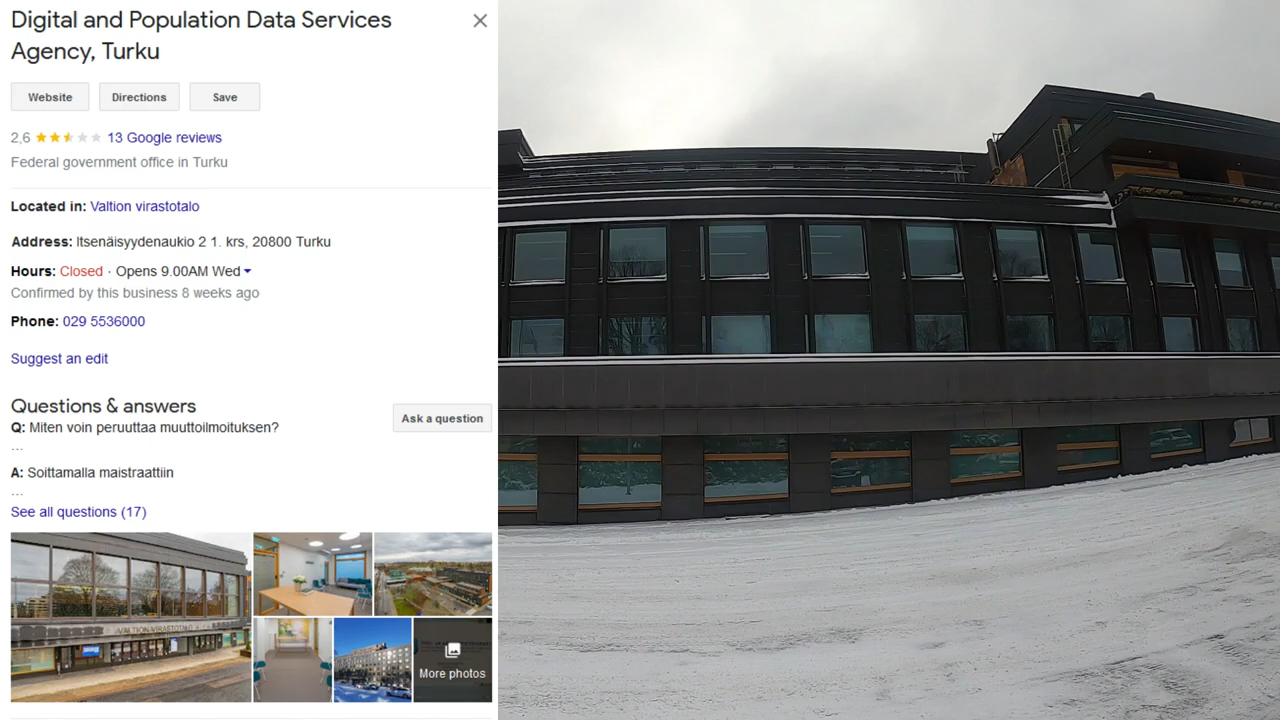 Digital and Population Data Services
Agency, Turku
Website
Directions
Save
2,6
13 Google reviews
Federal government office in Turku
Located in: Valtion virastotalo
Address: Itsenäisyydenaukio 2 1. krs, 20800 Turku
Hours: Closed · Opens 9.00AM Wed
Confirmed by this business 8 weeks ago
Phone: 029 5536000
Suggest an edit
Questions & answers
Ask a question
Q: Miten voin peruuttaa muuttoilmoituksen?
...
A: Soittamalla maistraattiin
...
See all questions (17)
VALTION VIRASTOTALO
More photos